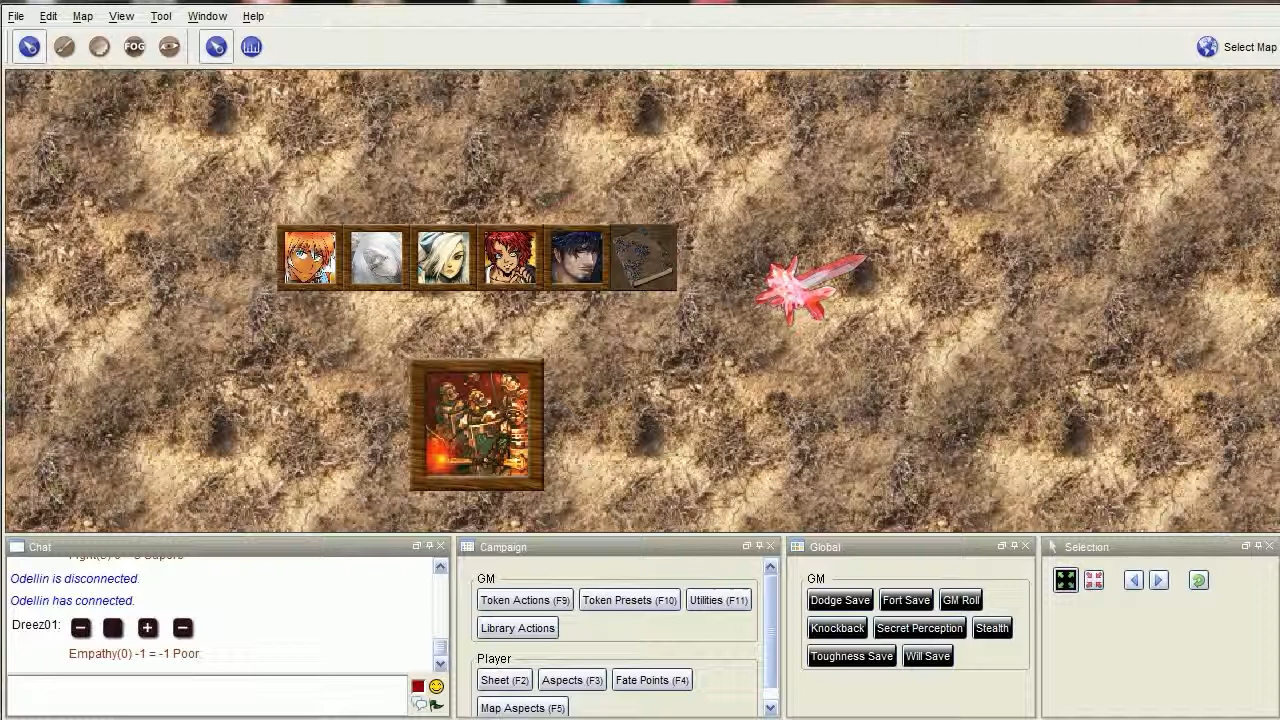 File Edit Map View Tool Window Help
FOG
Select Map
Chat
Odellin is disconnected.
Odellin has connected.
Dreez01:
Empathy(0) -1 = -1 Poor
Campaign
GM
Token Actions (F9) Token Presets (F10) Utilities (F11)
Library Actions
Player
Sheet (F2) Aspects (F3) Fate Points (F4)
Map Aspects (F5)
Global
GM
Dodge Save Fort Save GM Roll
Knockback Secret Perception Stealth
Toughness Save Will Save
Selection